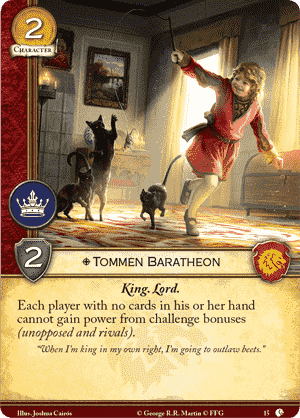 2
CHARACTER
2
TOMMEN BARATHEON
King. Lord.
Each player with no cards in his or her hand
cannot gain power from challenge bonuses
(unopposed and rivals).
"When I'm king in my own right, I'm going to outlaw beets."
Illus. Joshua Cairós
© George R.R. Martin © FFG
15